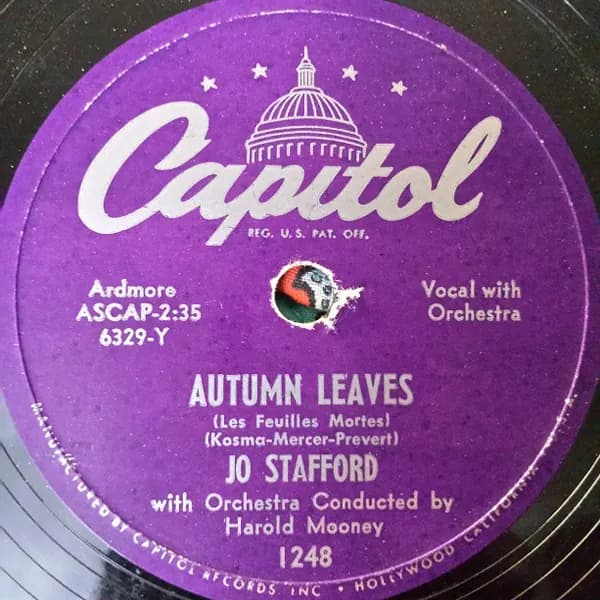 Capitol
REG. U.S. PAT. OFF.
Ardmore
ASCAP-2:35
6329-Y
Vocal with
Orchestra
AUTUMN LEAVES
(Les Feuilles Mortes)
(Kosma-Mercer-Prevert)
JO STAFFORD
with Orchestra Conducted by
Harold Mooney
1248
MANUFACTURED BY CAPITOL RECORDS, INC • HOLLYWOOD CALIFORNIA